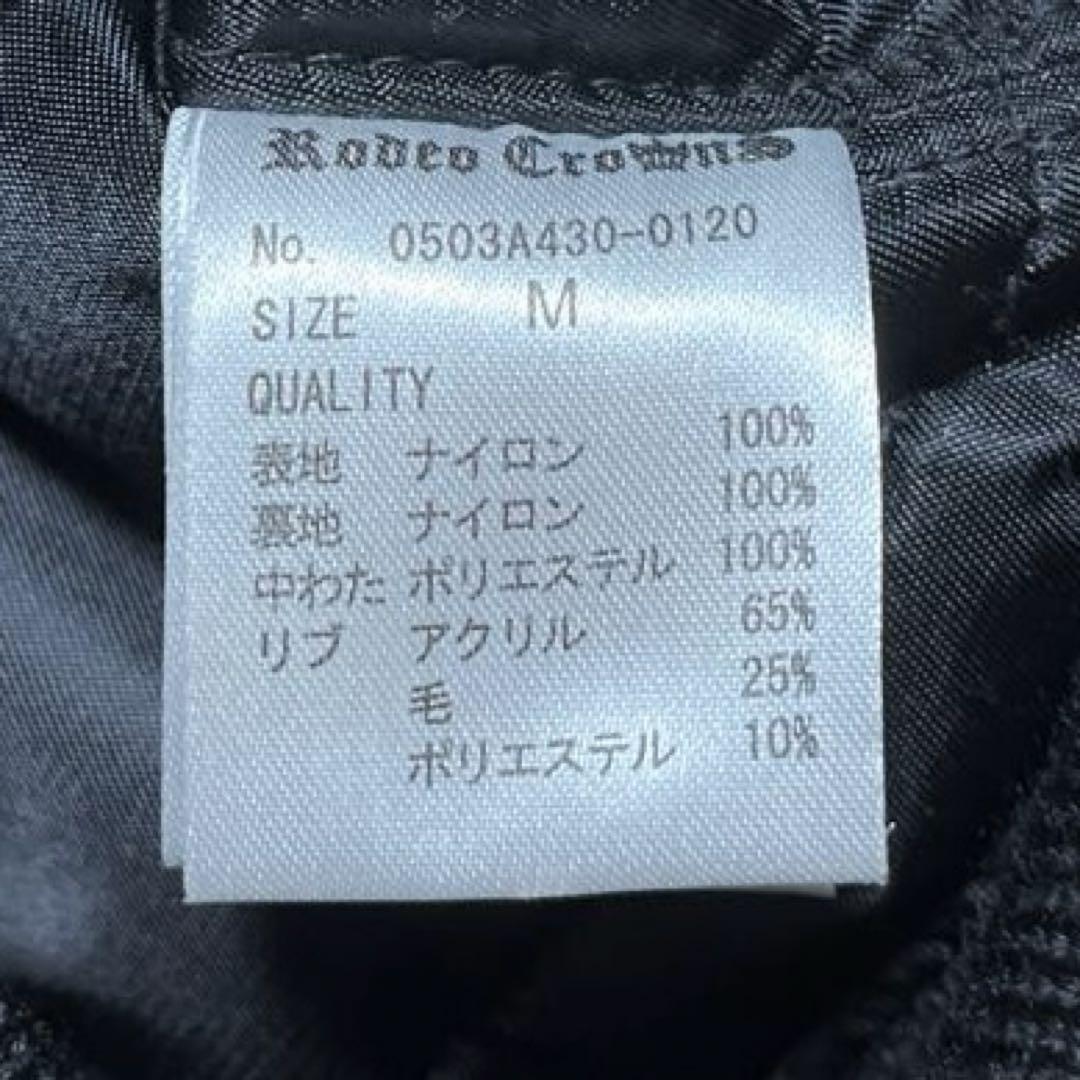 Rodeo Crowns
No. 0503A430-0120
SIZE M
QUALITY
表地 ナイロン 100%
裏地 ナイロン 100%
中わた ポリエステル 100%
リブ アクリル 65%
毛 25%
ポリエステル 10%